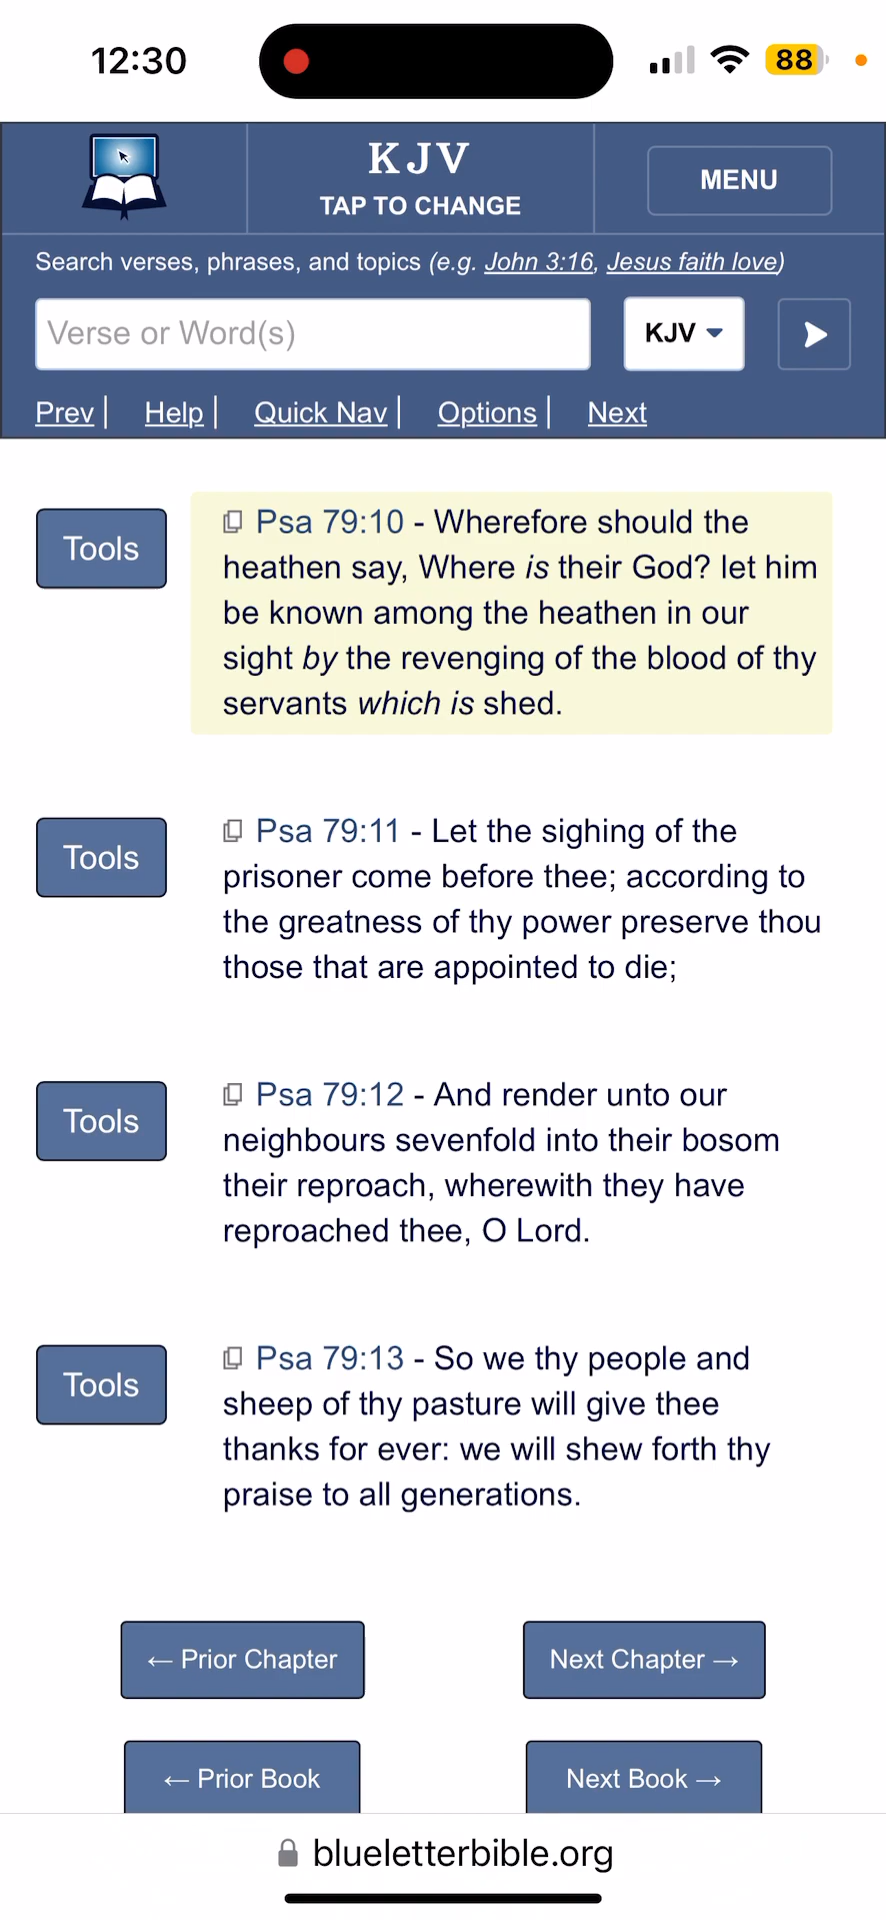 12:30
88
KJV
TAP TO CHANGE
MENU
Search verses, phrases, and topics (e.g. John 3:16, Jesus faith love)
Verse or Word(s)
KJV
Prev | Help | Quick Nav | Options | Next
Tools
Psa 79:10 - Wherefore should the
heathen say, Where is their God? let him
be known among the heathen in our
sight by the revenging of the blood of thy
servants which is shed.
Tools
Psa 79:11 - Let the sighing of the
prisoner come before thee; according to
the greatness of thy power preserve thou
those that are appointed to die;
Tools
Psa 79:12 - And render unto our
neighbours sevenfold into their bosom
their reproach, wherewith they have
reproached thee, O Lord.
Tools
Psa 79:13 - So we thy people and
sheep of thy pasture will give thee
thanks for ever: we will shew forth thy
praise to all generations.
← Prior Chapter
Next Chapter →
← Prior Book
Next Book →
blueletterbible.org